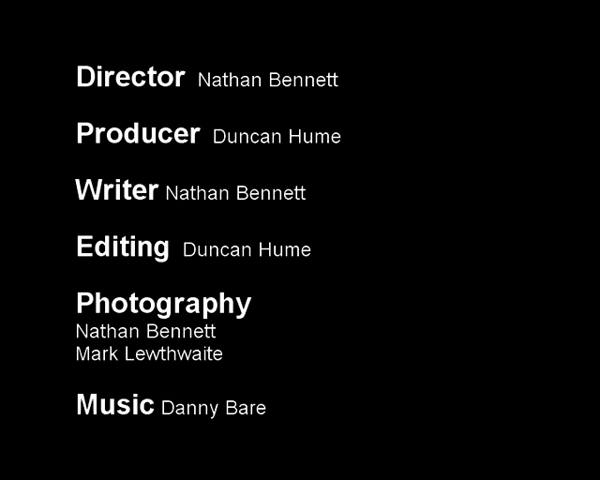 Director Nathan Bennett
Producer Duncan Hume
Writer Nathan Bennett
Editing Duncan Hume
Photography
Nathan Bennett
Mark Lewthwaite
Music Danny Bare